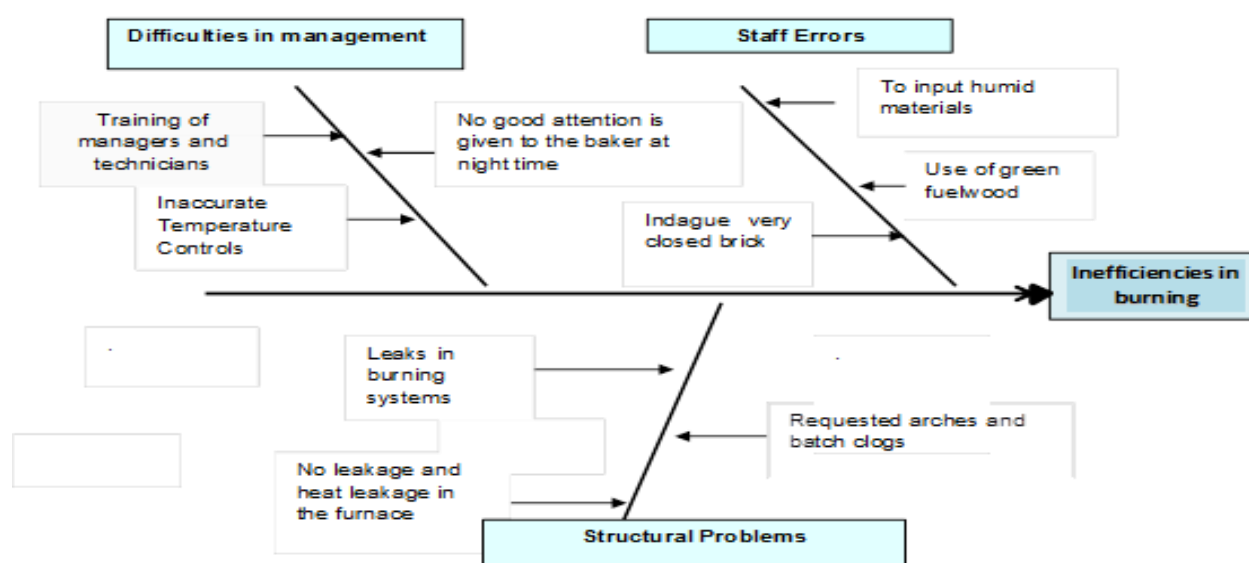 Difficulties in management
Staff Errors
To input humid
materials
Training of
managers and
technicians
No good attention is
given to the baker at
night time
Use of green
fuelwood
Inaccurate
Temperature
Controls
Indague very
closed brick
Inefficiencies in
burning
.
.
Leaks in
burning
systems
Requested arches and
batch clogs
No leakage and
heat leakage in
the furnace
Structural Problems